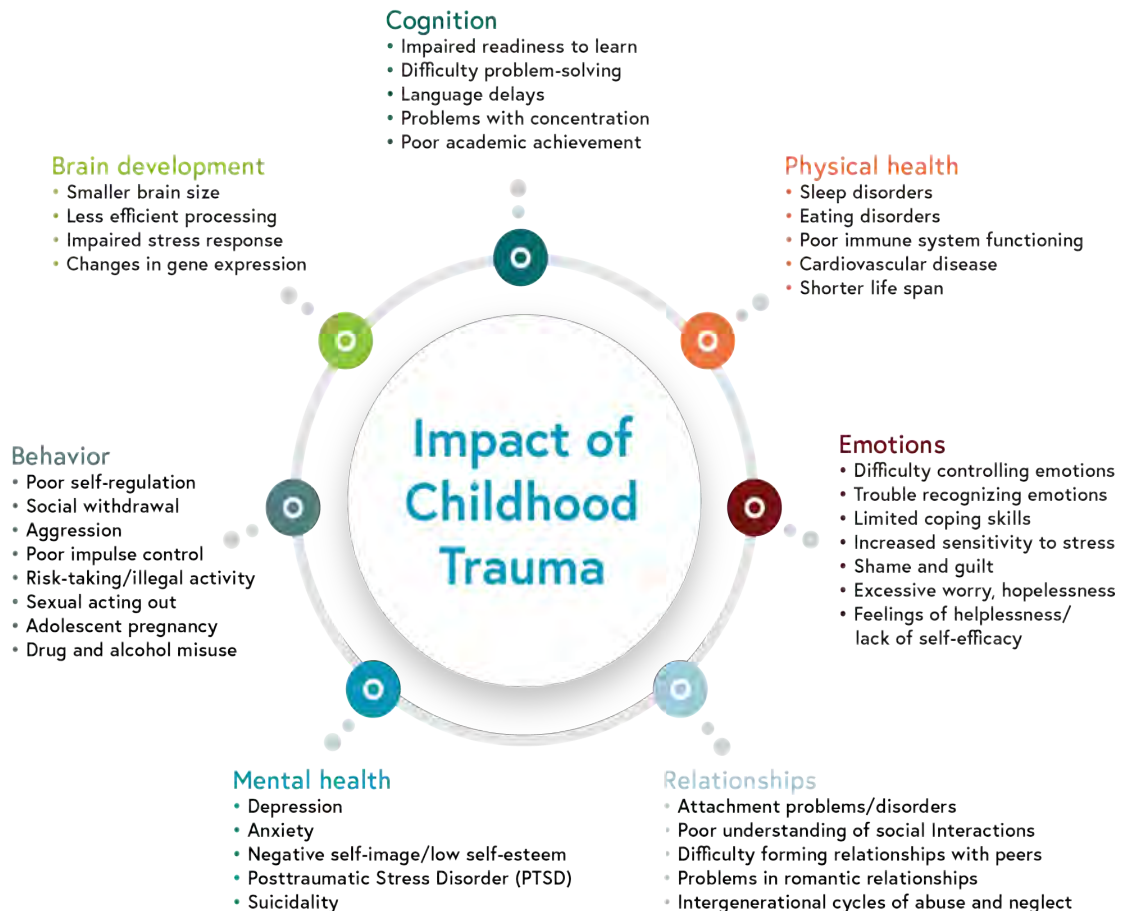 Cognition
• Impaired readiness to learn
• Difficulty problem-solving
• Language delays
• Problems with concentration
• Poor academic achievement
Physical health
• Sleep disorders
• Eating disorders
• Poor immune system functioning
• Cardiovascular disease
• Shorter life span
Emotions
• Difficulty controlling emotions
• Trouble recognizing emotions
• Limited coping skills
• Increased sensitivity to stress
• Shame and guilt
• Excessive worry, hopelessness
• Feelings of helplessness/
lack of self-efficacy
Relationships
• Attachment problems/disorders
• Poor understanding of social Interactions
• Difficulty forming relationships with peers
• Problems in romantic relationships
• Intergenerational cycles of abuse and neglect
Mental health
• Depression
• Anxiety
• Negative self-image/low self-esteem
• Posttraumatic Stress Disorder (PTSD)
• Suicidality
Behavior
• Poor self-regulation
• Social withdrawal
• Aggression
• Poor impulse control
• Risk-taking/illegal activity
• Sexual acting out
• Adolescent pregnancy
• Drug and alcohol misuse
Brain development
• Smaller brain size
• Less efficient processing
• Impaired stress response
• Changes in gene expression
Impact of
Childhood
Trauma